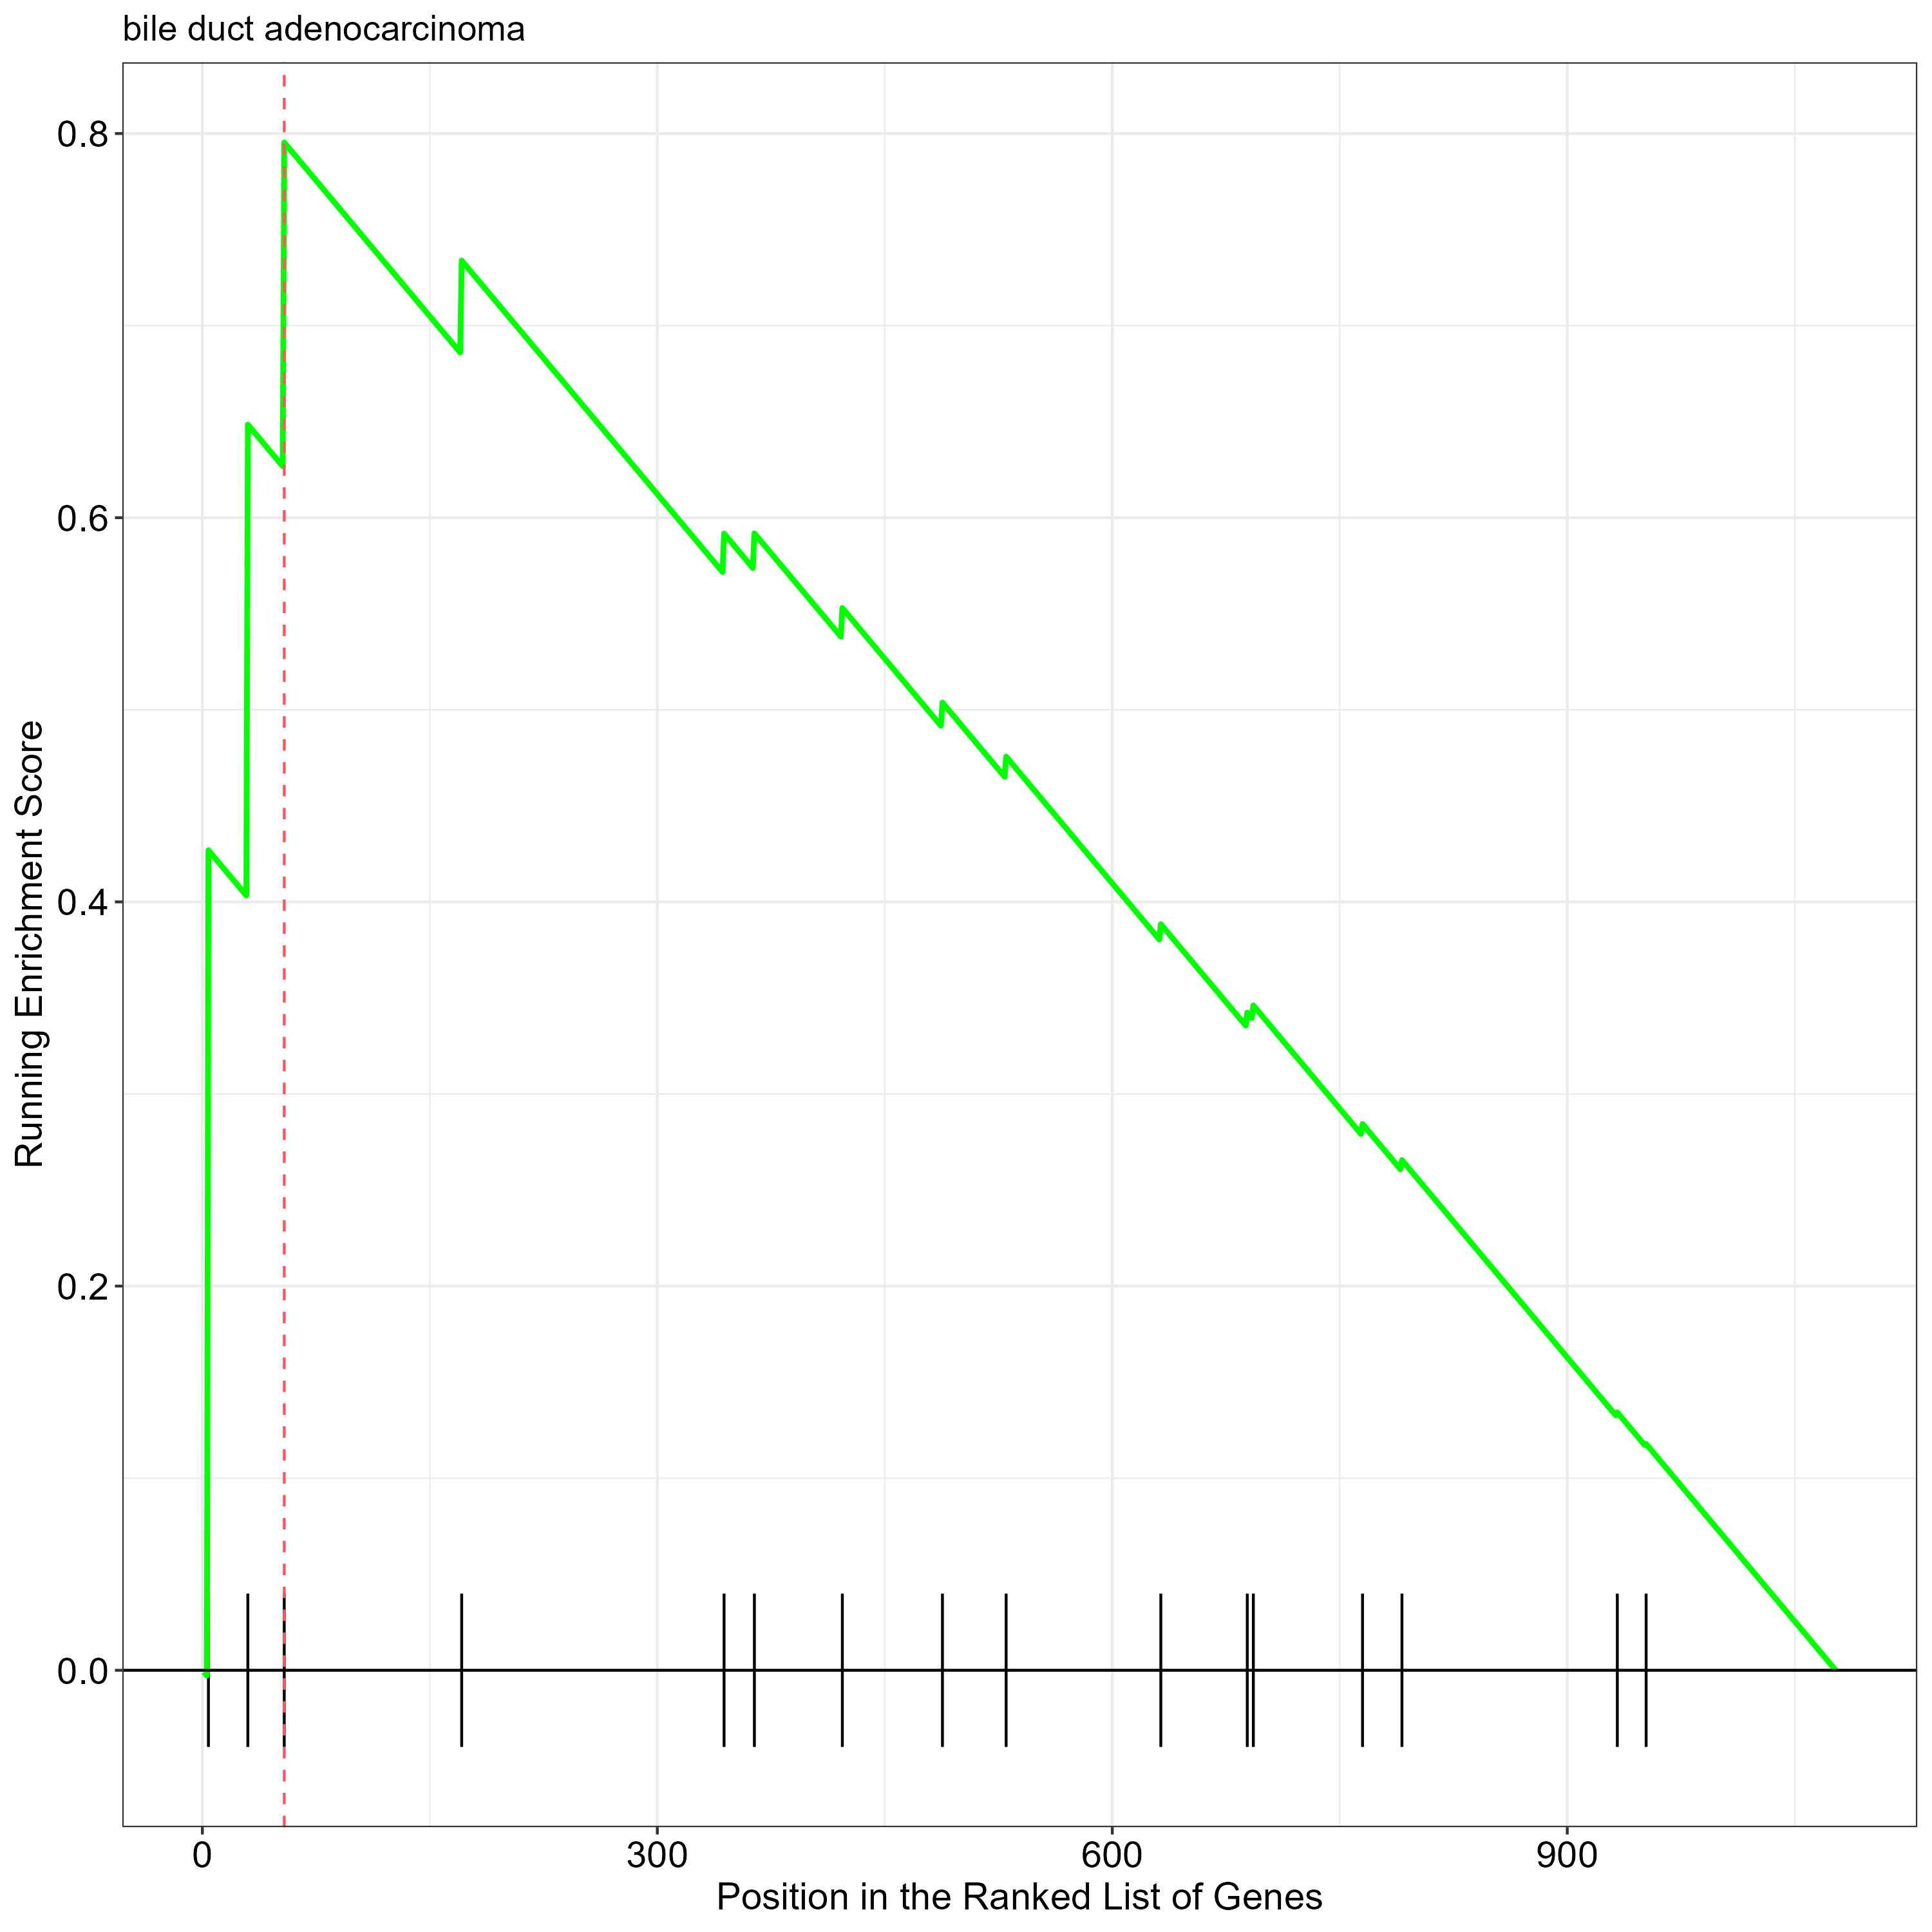 bile duct adenocarcinoma
0.8
0.6
0.4
0.2
0.0
Running Enrichment Score
0 300 600 900
Position in the Ranked List of Genes